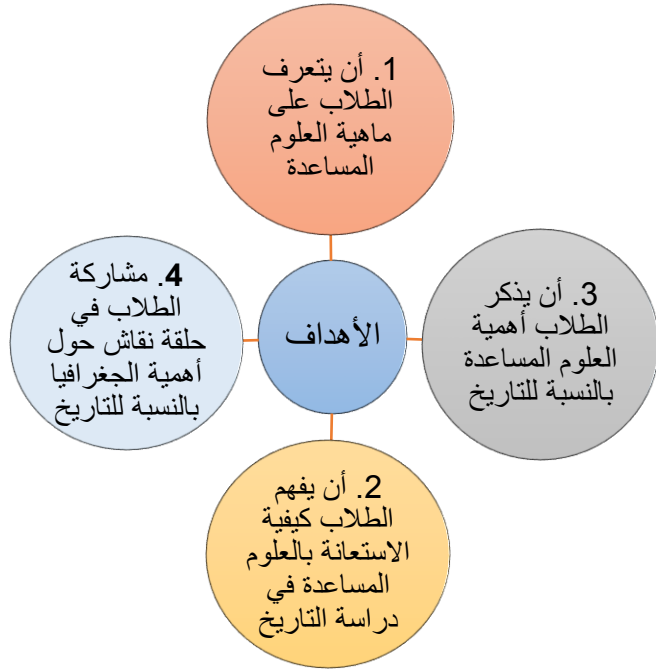 1. أن يتعرف
الطلاب على
ماهية العلوم
المساعدة
الأهداف
3. أن يذكر
الطلاب أهمية
العلوم المساعدة
بالنسبة للتاريخ
4. مشاركة
الطلاب في
حلقة نقاش حول
أهمية الجغرافيا
بالنسبة للتاريخ
2. أن يفهم
الطلاب كيفية
الاستعانة بالعلوم
المساعدة في
دراسة التاريخ